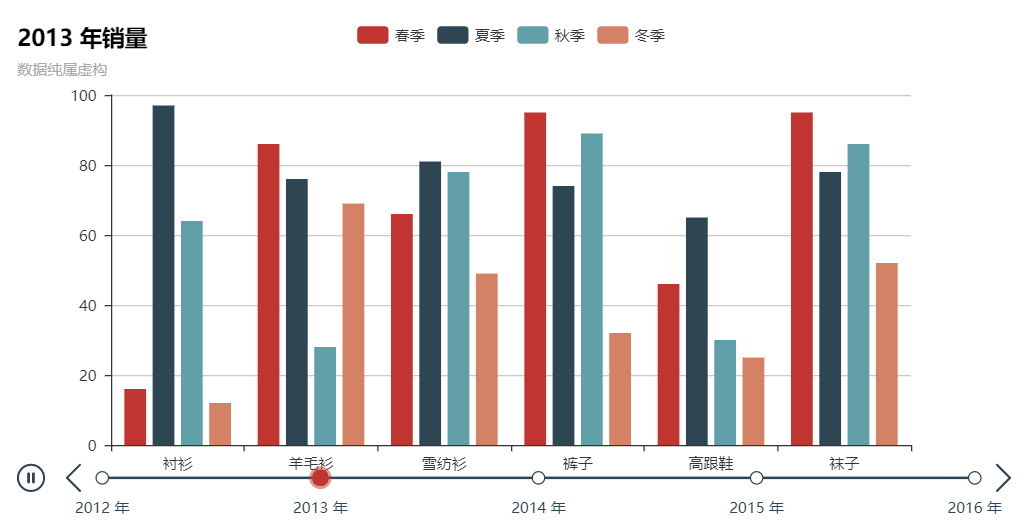 2013 年销量
春季 夏季 秋季 冬季
数据纯属虚构
100
80
60
40
20
0
衬衫 羊毛衫 雪纺衫 裤子 高跟鞋 袜子
2012 年 2013 年 2014 年 2015 年 2016 年